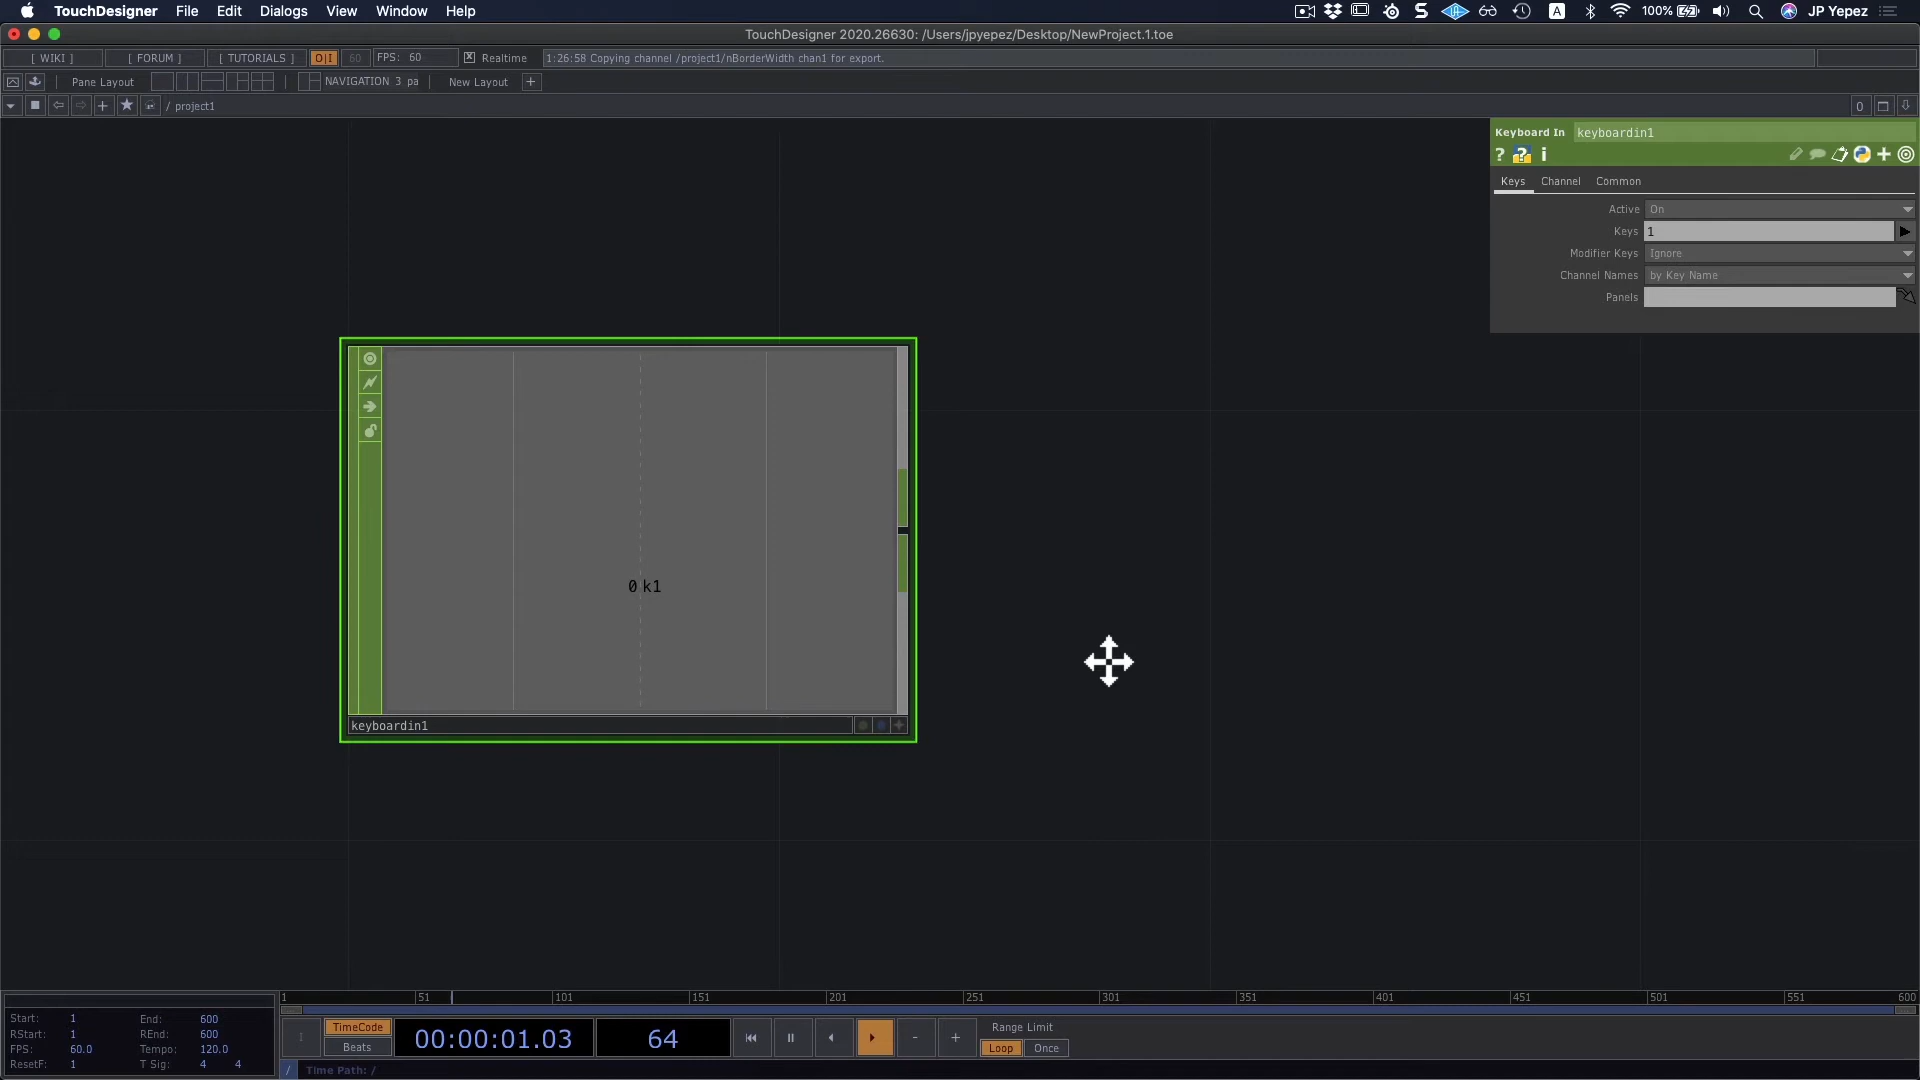 TouchDesigner File Edit Dialogs View Window Help 100% JP Yepez
TouchDesigner 2020.26630: /Users/jpyepez/Desktop/NewProject.1.toe
[ WIKI ] [ FORUM ] [ TUTORIALS ] O|I 60 FPS: 60 Realtime 1:26:58 Copying channel /project1/nBorderWidth chan1 for export.
Pane Layout NAVIGATION 3 pa New Layout +
/ project1 0
Keyboard In keyboardin1
? ? i
Keys Channel Common
Active On
Keys 1
Modifier Keys Ignore
Channel Names by Key Name
Panels
0 k1
keyboardin1
1 51 101 151 201 251 301 351 401 451 501 551 600
Start: 1 End: 600
RStart: 1 REnd: 600
FPS: 60.0 Tempo: 120.0
ResetF: 1 T Sig: 4 4
TimeCode
Beats
00:00:01.03 64
- +
Range Limit
Loop Once
/ Time Path: /